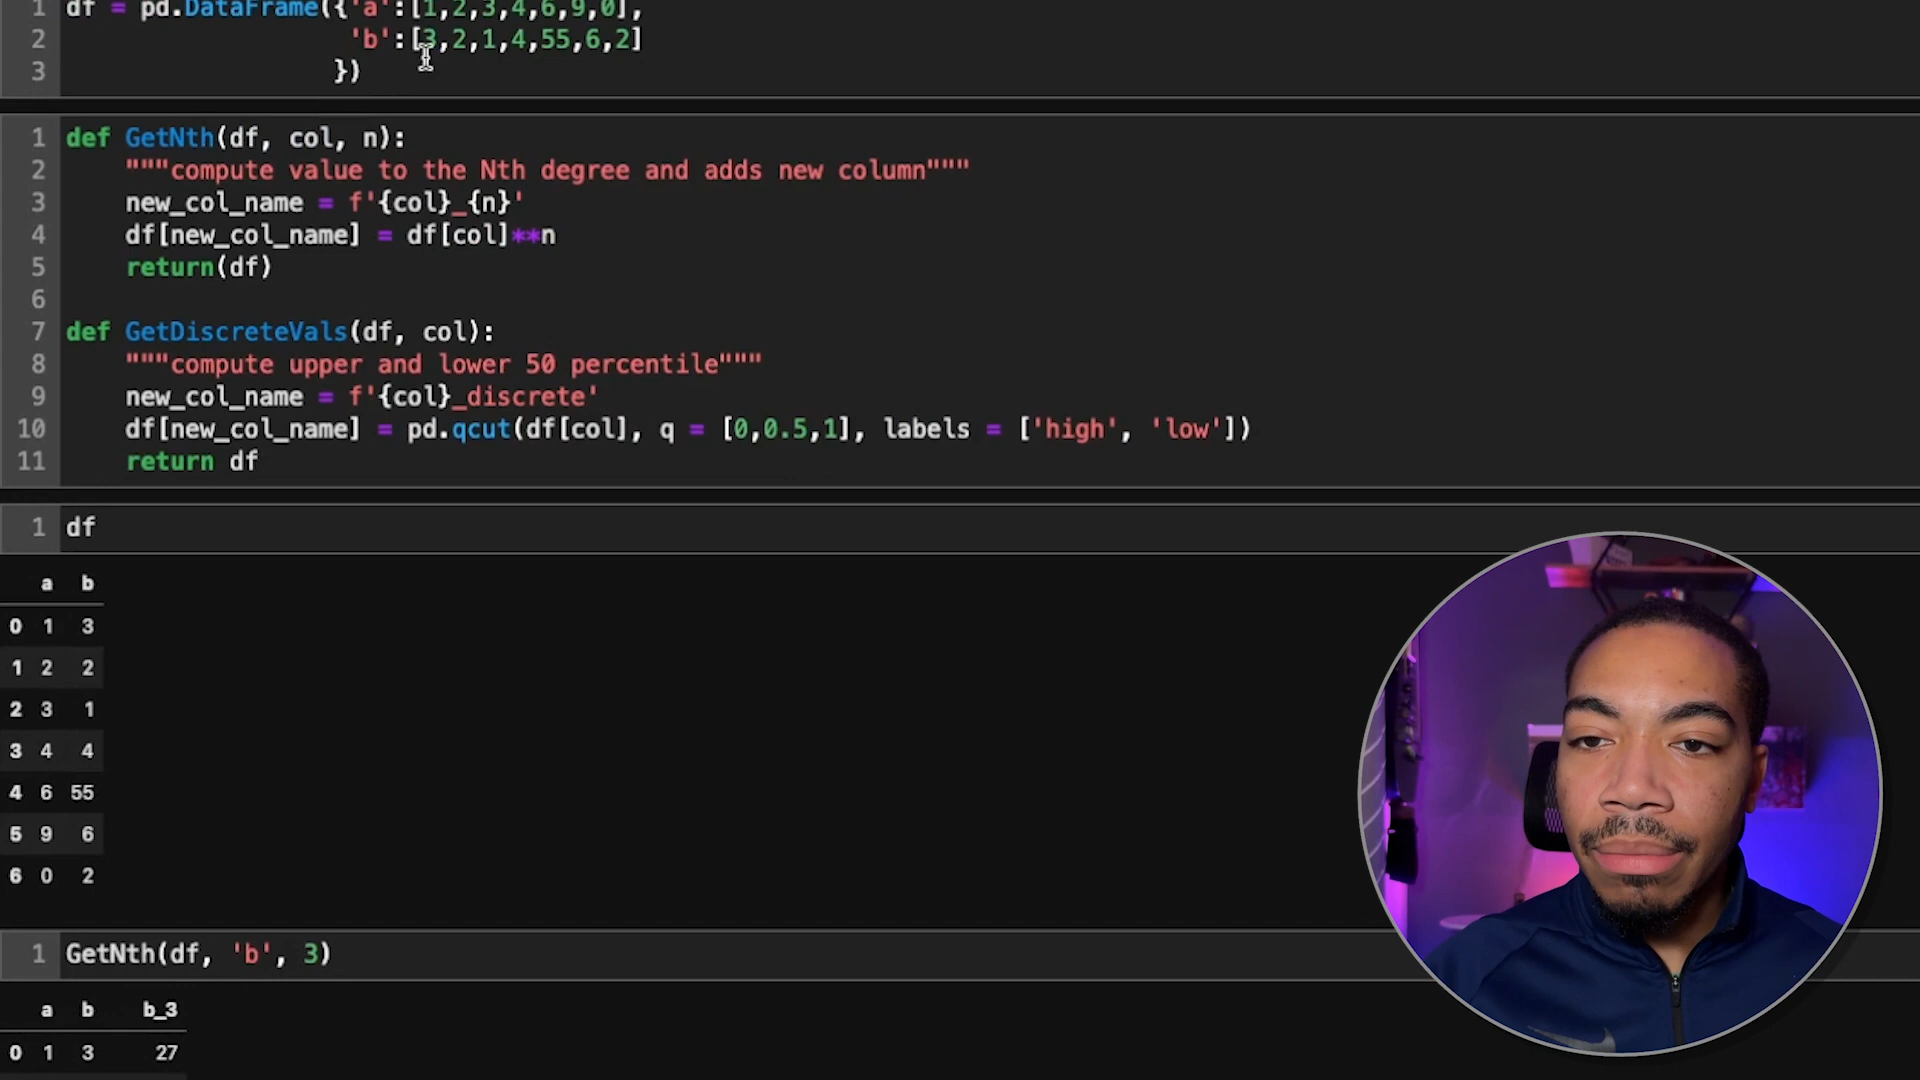 1 df = pd.DataFrame({'a':[1,2,3,4,6,9,0],
2 'b':[3,2,1,4,55,6,2]
3 })
1 def GetNth(df, col, n):
2 """compute value to the Nth degree and adds new column"""
3 new_col_name = f'{col}_{n}'
4 df[new_col_name] = df[col]**n
5 return(df)
6
7 def GetDiscreteVals(df, col):
8 """compute upper and lower 50 percentile"""
9 new_col_name = f'{col}_discrete'
10 df[new_col_name] = pd.qcut(df[col], q = [0,0.5,1], labels = ['high', 'low'])
11 return df
1 df
a b
0 1 3
1 2 2
2 3 1
3 4 4
4 6 55
5 9 6
6 0 2
1 GetNth(df, 'b', 3)
a b b_3
0 1 3 27